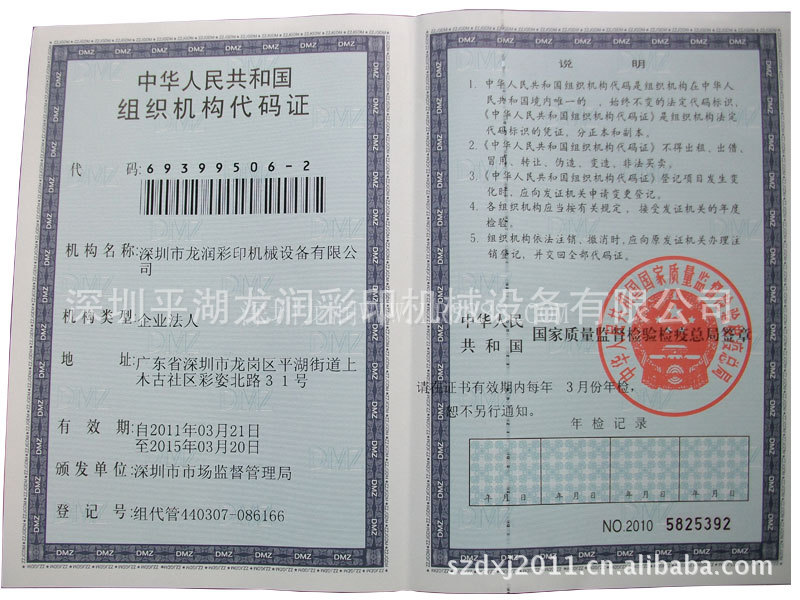 中华人民共和国
组织机构代码证
代 码: 69399506-2
机构名称: 深圳市龙润彩印机械设备有限公
司
机构类型: 企业法人
地 址: 广东省深圳市龙岗区平湖街道上
木古社区彩姿北路31号
有 效 期: 自2011年03月21日
至2015年03月20日
颁发单位: 深圳市市场监督管理局
登 记 号: 组代管440307-086166
说 明
1. 中华人民共和国组织机构代码是组织机构在中华人
民共和国境内唯一的、始终不变的法定代码标识,
《中华人民共和国组织机构代码证》是组织机构法定
代码标识的凭证,分正本和副本。
2. 《中华人民共和国组织机构代码证》不得出租、出借、
冒用、转让、伪造、变造、非法买卖。
3. 《中华人民共和国组织机构代码证》登记项目发生变
化时,应向发证机关申请变更登记。
4. 各组织机构应当按有关规定,接受发证机关的年度
检验。
5. 组织机构依法注销、撤消时,应向原发证机关办理注
销登记,并交回全部代码证。
中华人民
共和国 国家质量监督检验检疫总局签章
请在证书有效期内每年 3月份年检,
恕不另行通知。
年检记录
年 月 日 年 月 日 年 月 日 年 月 日
NO.2010 5825392
深圳平湖龙润彩印机械设备有限公司
szdxj2011.cn.alibaba.com